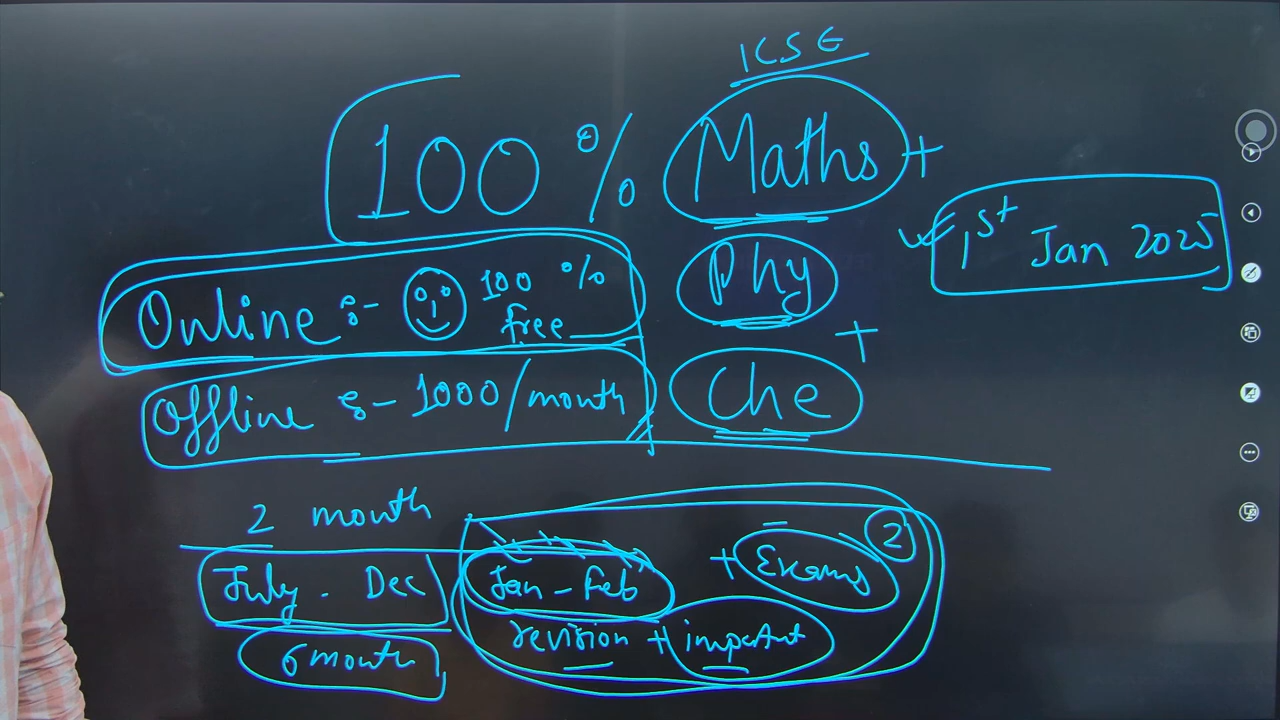 ICSE
100 % Maths +
1st Jan 2025
Online :- 100 % free
Phy
+
Offline :- 1000/month
Che
2 month
July - Dec
Jan - Feb + Exams 2
revision + important
6 month